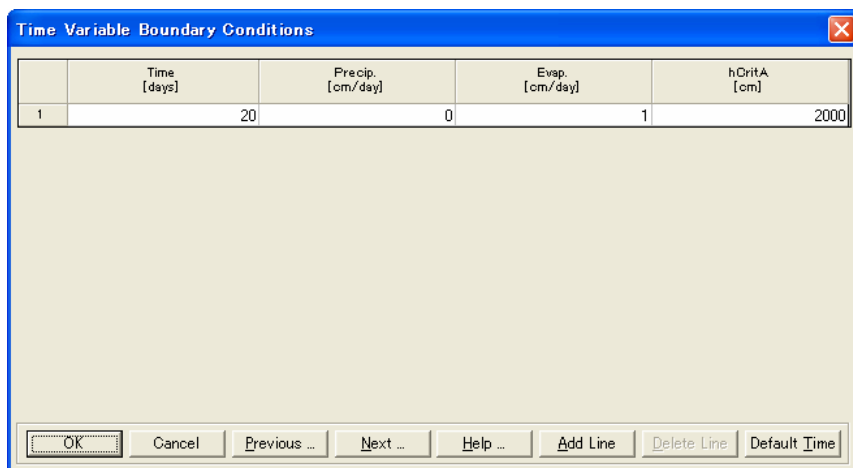 Time Variable Boundary Conditions
Time [days] Precip. [cm/day] Evap. [cm/day] hCritA [cm]
1 20 0 1 2000
OK Cancel Previous ... Next ... Help ... Add Line Delete Line Default Time